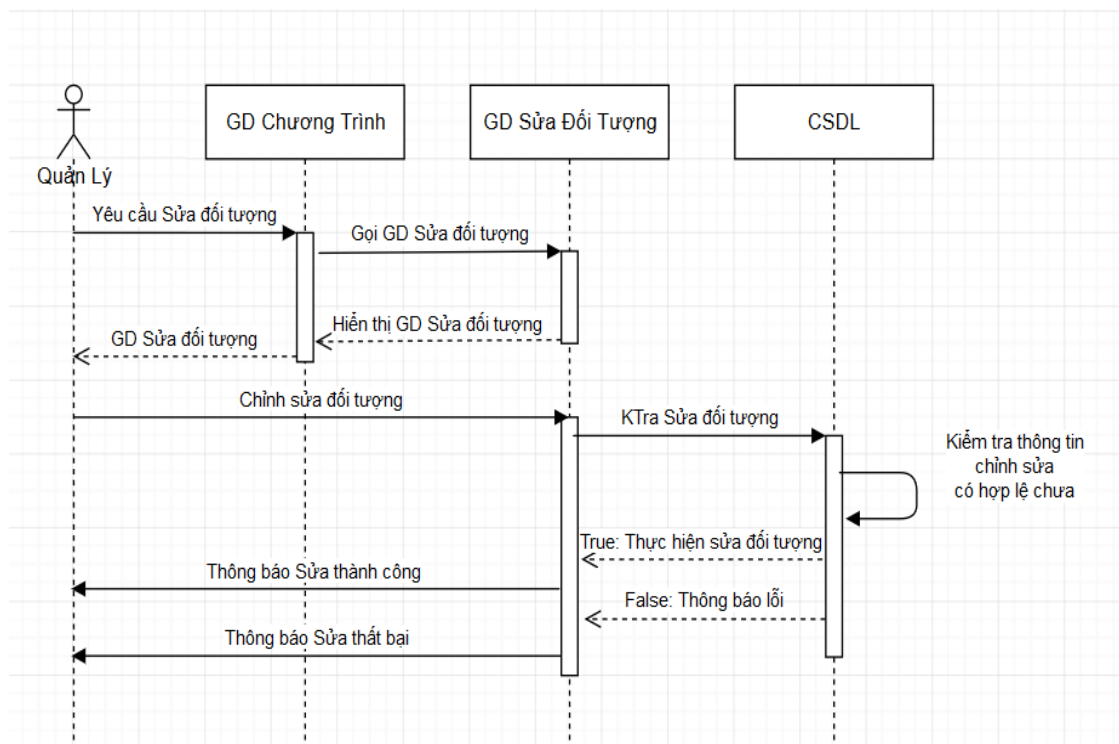 GD Chương Trình
GD Sửa Đối Tượng
CSDL
Quản Lý
Yêu cầu Sửa đối tượng
Gọi GD Sửa đối tượng
Hiển thị GD Sửa đối tượng
GD Sửa đối tượng
Chỉnh sửa đối tượng
KTra Sửa đối tượng
Kiểm tra thông tin
chỉnh sửa
có hợp lệ chưa
True: Thực hiện sửa đối tượng
Thông báo Sửa thành công
False: Thông báo lỗi
Thông báo Sửa thất bại